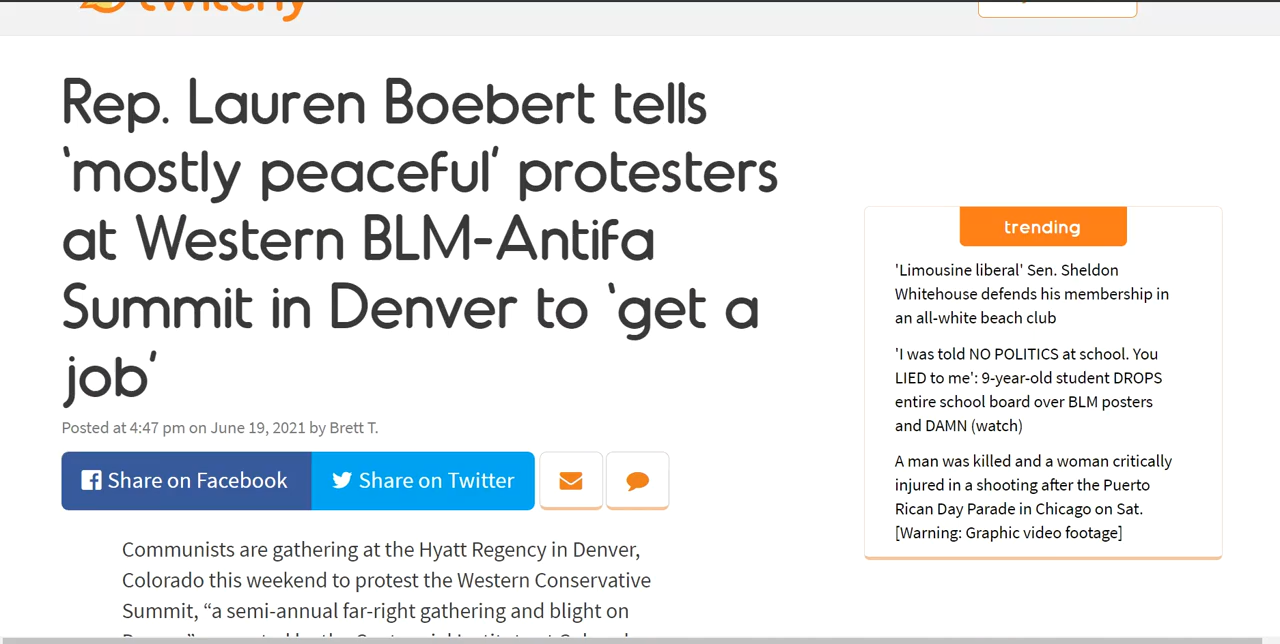 twitchy
Rep. Lauren Boebert tells
'mostly peaceful' protesters
at Western BLM-Antifa
Summit in Denver to 'get a
job'
Posted at 4:47 pm on June 19, 2021 by Brett T.
Share on Facebook
Share on Twitter
Communists are gathering at the Hyatt Regency in Denver,
Colorado this weekend to protest the Western Conservative
Summit, “a semi-annual far-right gathering and blight on
trending
'Limousine liberal' Sen. Sheldon
Whitehouse defends his membership in
an all-white beach club
'I was told NO POLITICS at school. You
LIED to me': 9-year-old student DROPS
entire school board over BLM posters
and DAMN (watch)
A man was killed and a woman critically
injured in a shooting after the Puerto
Rican Day Parade in Chicago on Sat.
[Warning: Graphic video footage]